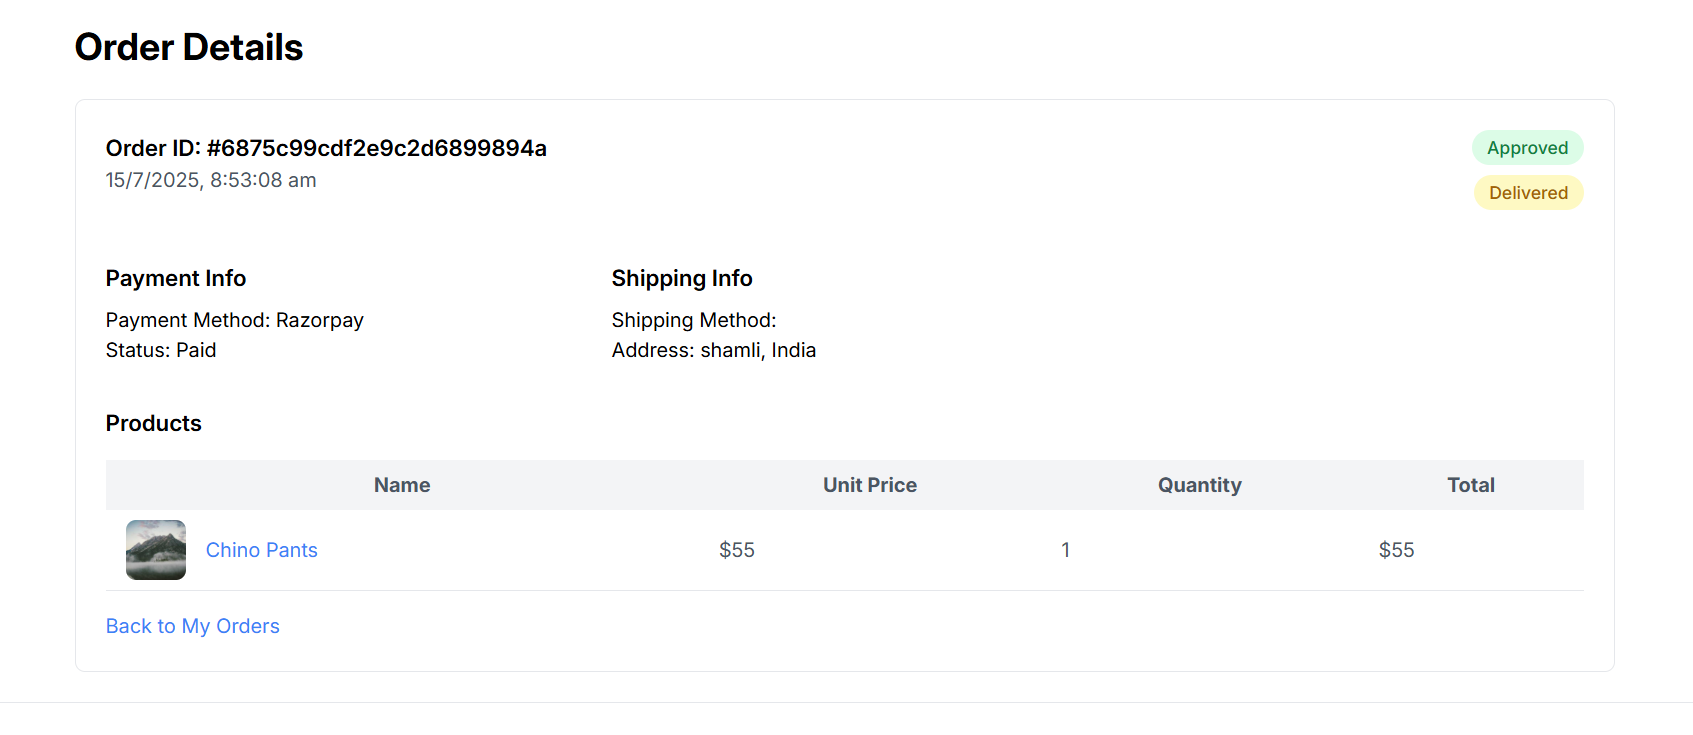 Order Details
Order ID: #6875c99cdf2e9c2d6899894a
Approved
15/7/2025, 8:53:08 am
Delivered
Payment Info
Payment Method: Razorpay
Status: Paid
Shipping Info
Shipping Method:
Address: shamli, India
Products
Name Unit Price Quantity Total
Chino Pants $55 1 $55
Back to My Orders